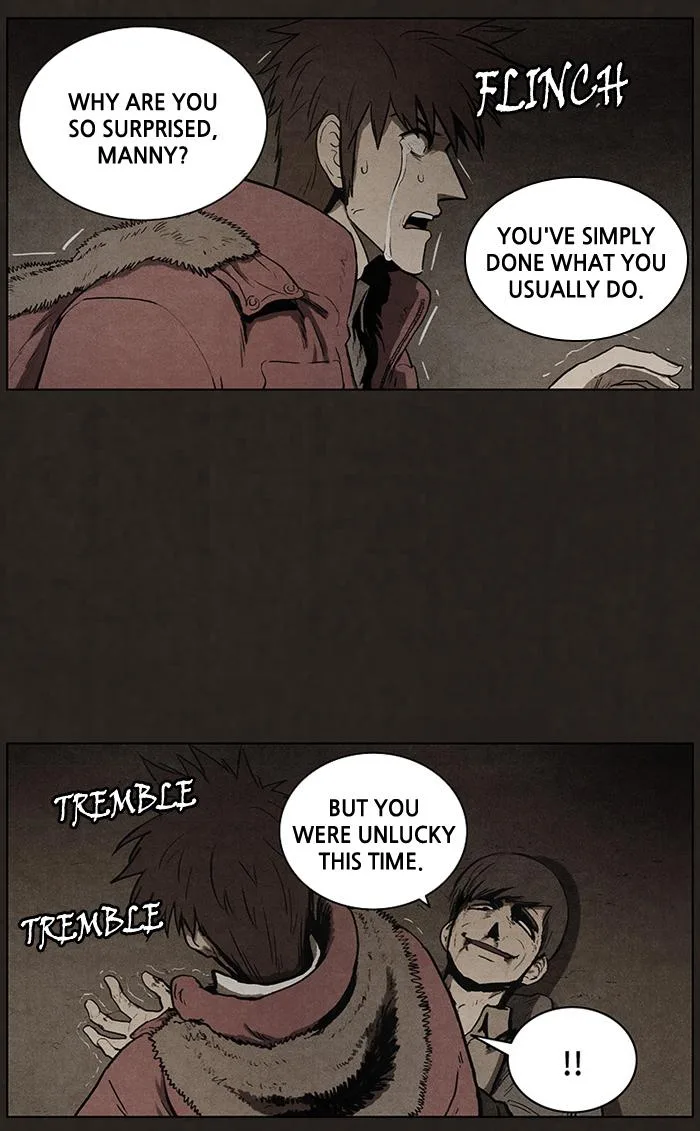 WHY ARE YOU
SO SURPRISED,
MANNY?
FLINCH
YOU'VE SIMPLY
DONE WHAT YOU
USUALLY DO.
TREMBLE
BUT YOU
WERE UNLUCKY
THIS TIME.
TREMBLE
!!